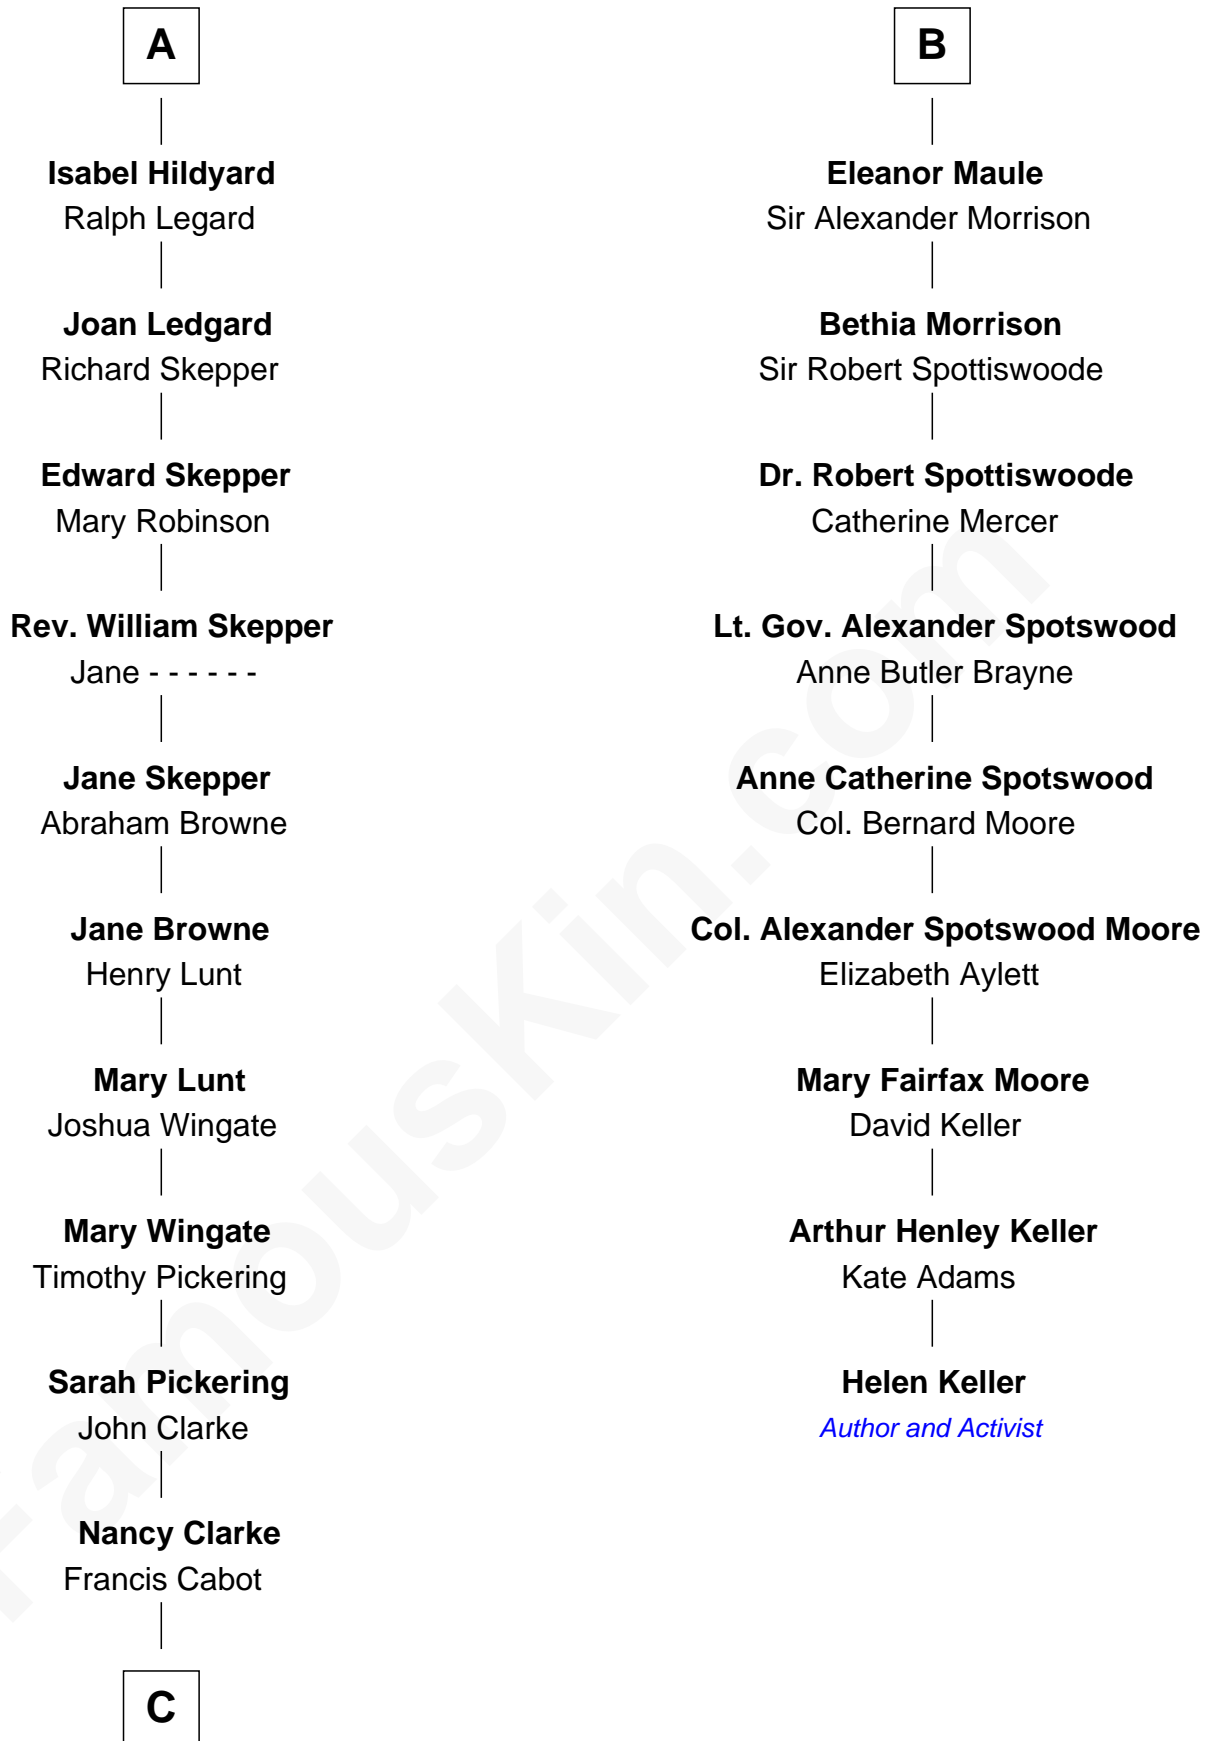 A
Isabel Hildyard
Ralph Legard
Joan Ledgard
Richard Skepper
Edward Skepper
Mary Robinson
Rev. William Skepper
Jane - - - - - -
Jane Skepper
Abraham Browne
Jane Browne
Henry Lunt
Mary Lunt
Joshua Wingate
Mary Wingate
Timothy Pickering
Sarah Pickering
John Clarke
Nancy Clarke
Francis Cabot
C
B
Eleanor Maule
Sir Alexander Morrison
Bethia Morrison
Sir Robert Spottiswoode
Dr. Robert Spottiswoode
Catherine Mercer
Lt. Gov. Alexander Spotswood
Anne Butler Brayne
Anne Catherine Spotswood
Col. Bernard Moore
Col. Alexander Spotswood Moore
Elizabeth Aylett
Mary Fairfax Moore
David Keller
Arthur Henley Keller
Kate Adams
Helen Keller
Author and Activist
FamousKin.com